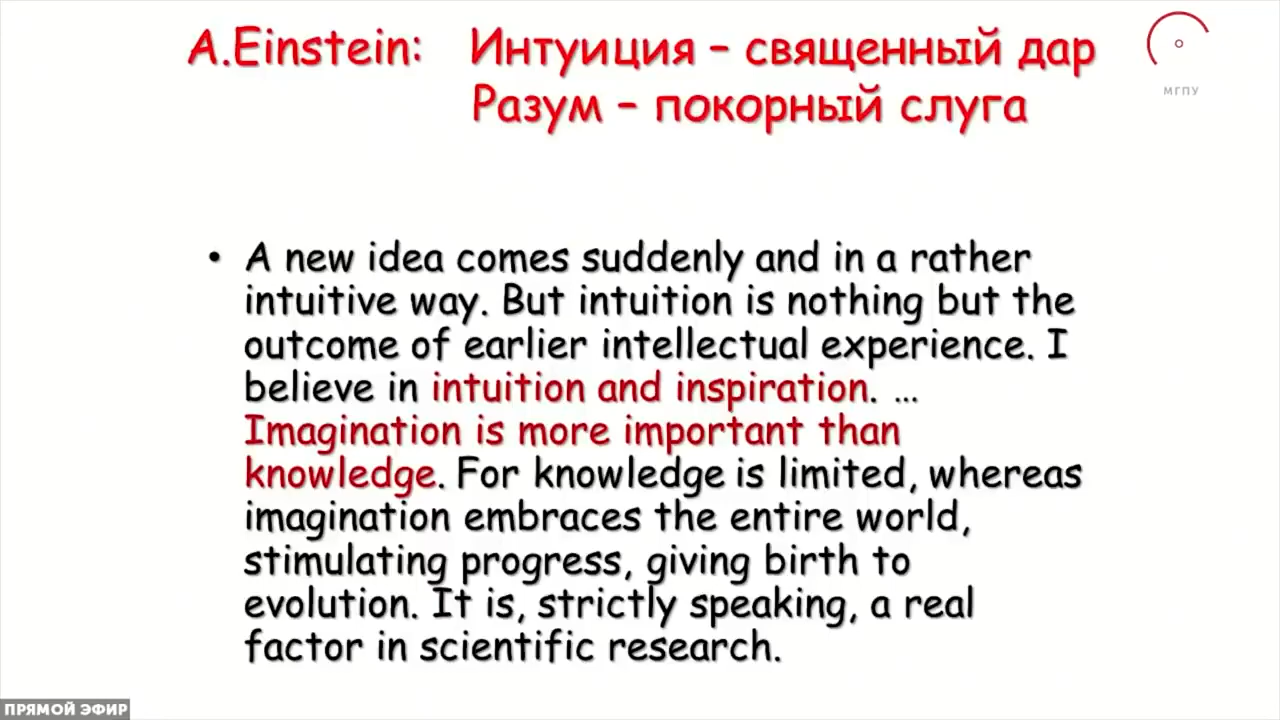 A.Einstein: Интуиция – священный дар
Разум – покорный слуга
МГПУ
• A new idea comes suddenly and in a rather
intuitive way. But intuition is nothing but the
outcome of earlier intellectual experience. I
believe in intuition and inspiration. …
Imagination is more important than
knowledge. For knowledge is limited, whereas
imagination embraces the entire world,
stimulating progress, giving birth to
evolution. It is, strictly speaking, a real
factor in scientific research.
ПРЯМОЙ ЭФИР